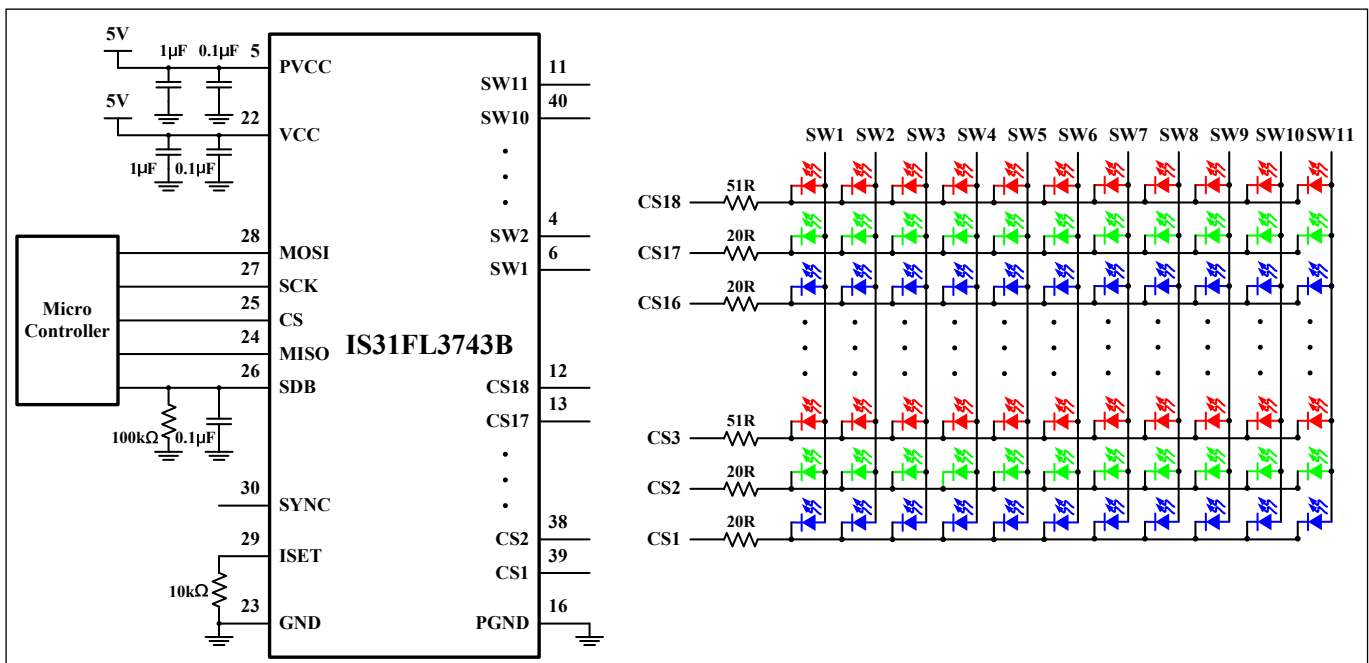 5V
1µF 0.1µF
5
PVCC
5V
22
VCC
1µF 0.1µF
Micro
Controller
28
MOSI
27
SCK
25
CS
24
MISO
26
SDB
100kΩ 0.1µF
30
SYNC
29
ISET
10kΩ
23
GND
IS31FL3743B
11
SW11
40
SW10
4
SW2
6
SW1
12
CS18
13
CS17
38
CS2
39
CS1
16
PGND
SW1 SW2 SW3 SW4 SW5 SW6 SW7 SW8 SW9 SW10 SW11
51R
CS18
20R
CS17
20R
CS16
51R
CS3
20R
CS2
20R
CS1